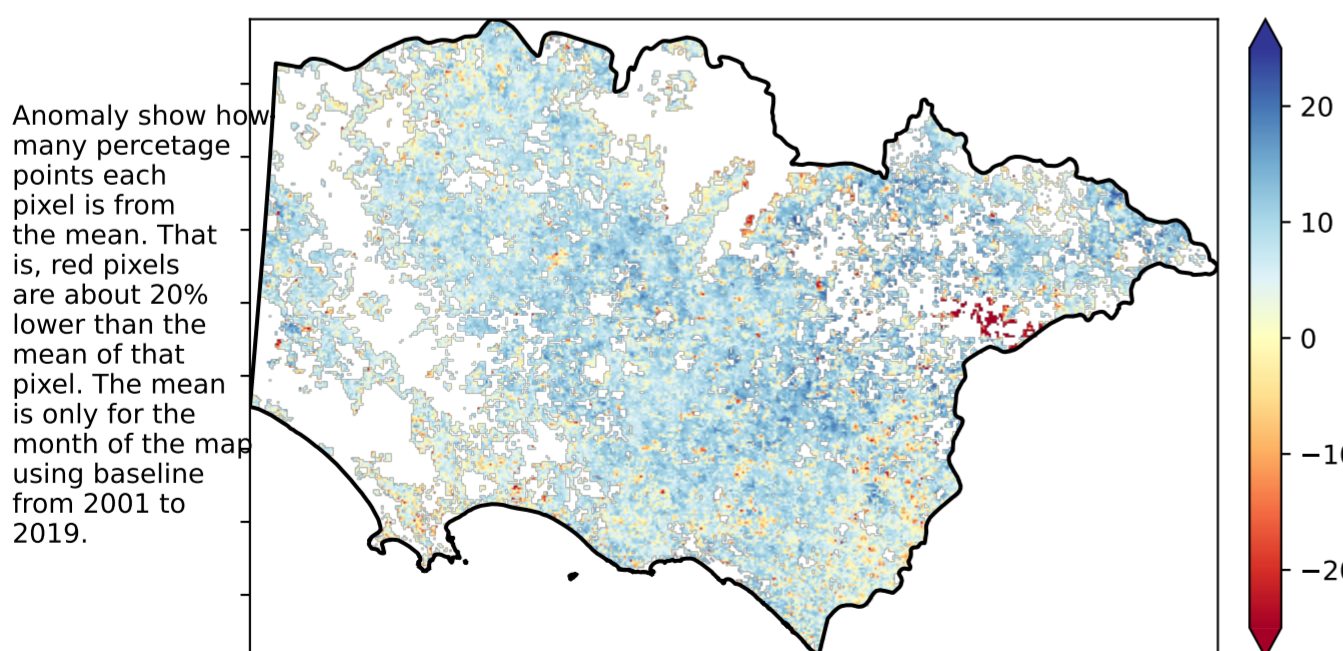 Anomaly show how
many percetage
points each
pixel is from
the mean. That
is, red pixels
are about 20%
lower than the
mean of that
pixel. The mean
is only for the
month of the map
using baseline
from 2001 to
2019.
20
10
0
−10
−20